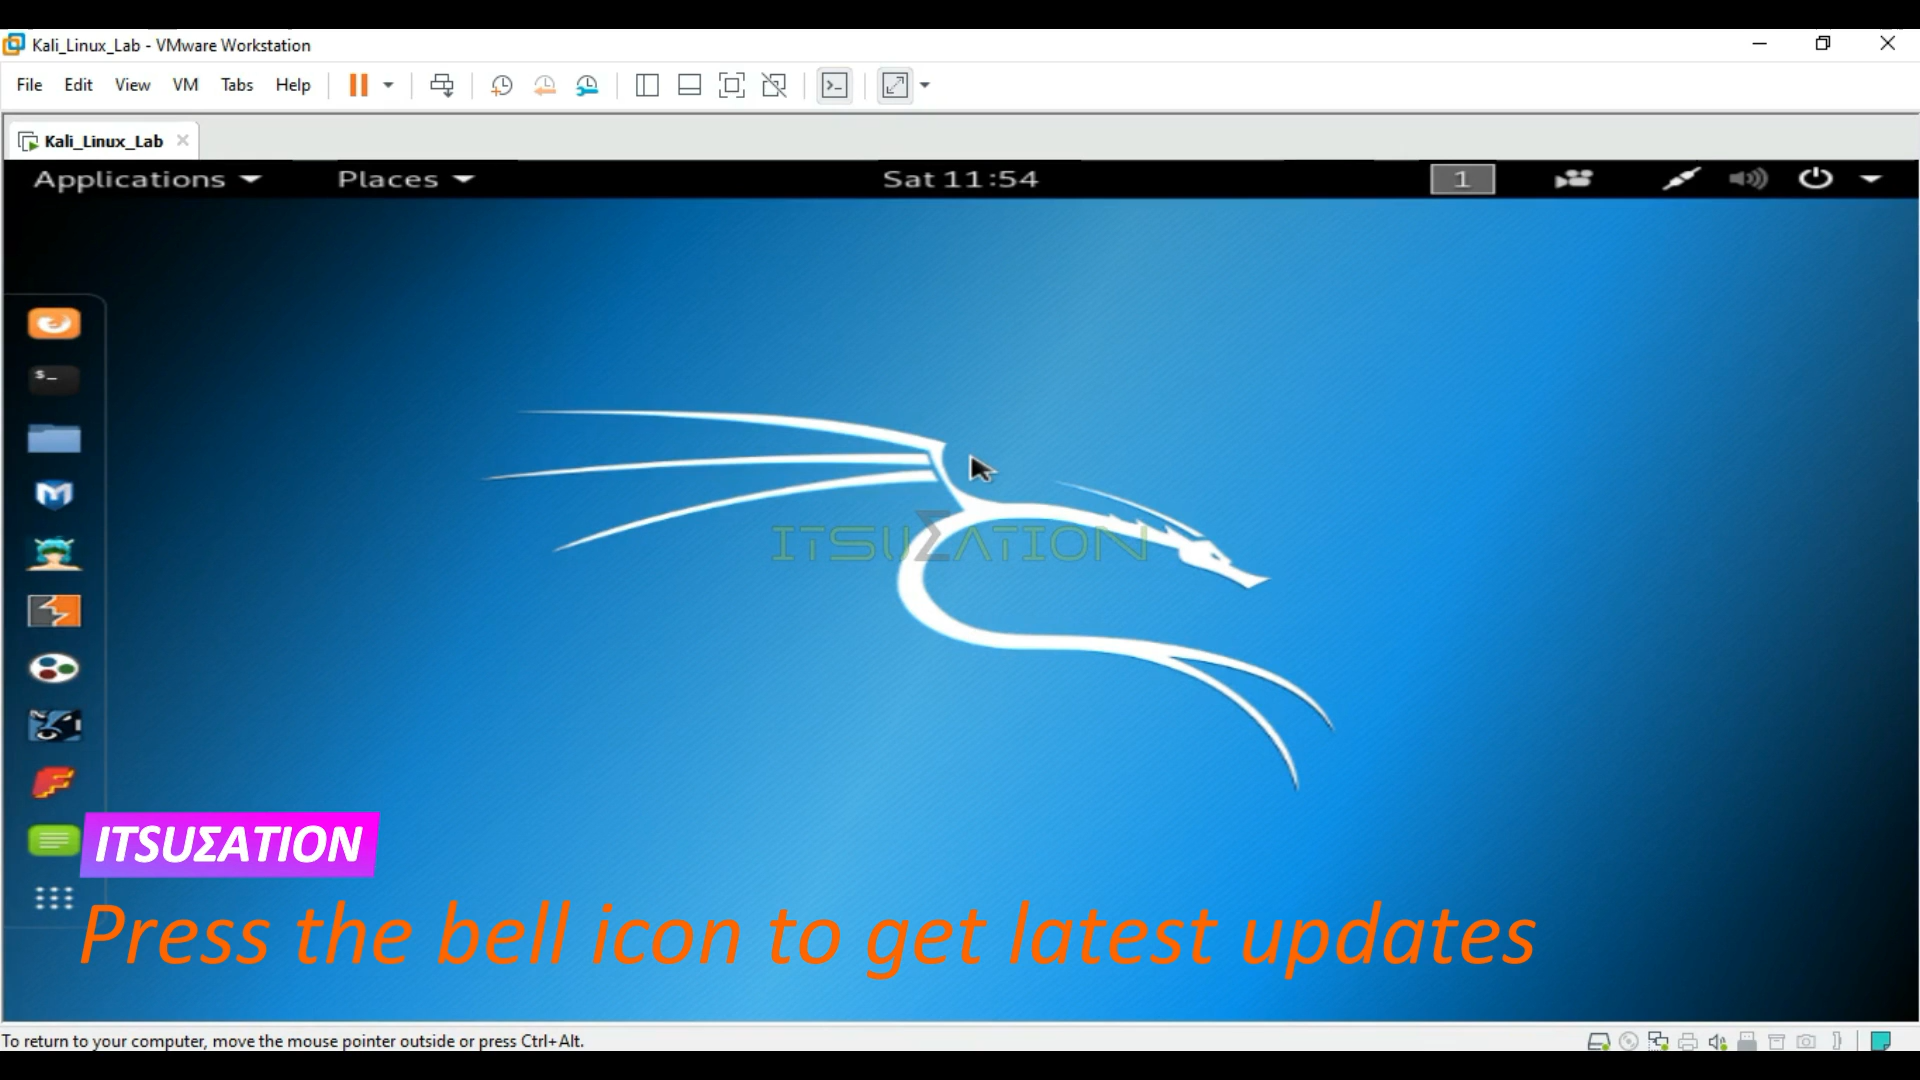 Kali_Linux_Lab - VMware Workstation
File Edit View VM Tabs Help
Kali_Linux_Lab
Applications Places Sat 11:54 1
$_
ITSUΣATION
ITSUΣATION
Press the bell icon to get latest updates
To return to your computer, move the mouse pointer outside or press Ctrl+Alt.